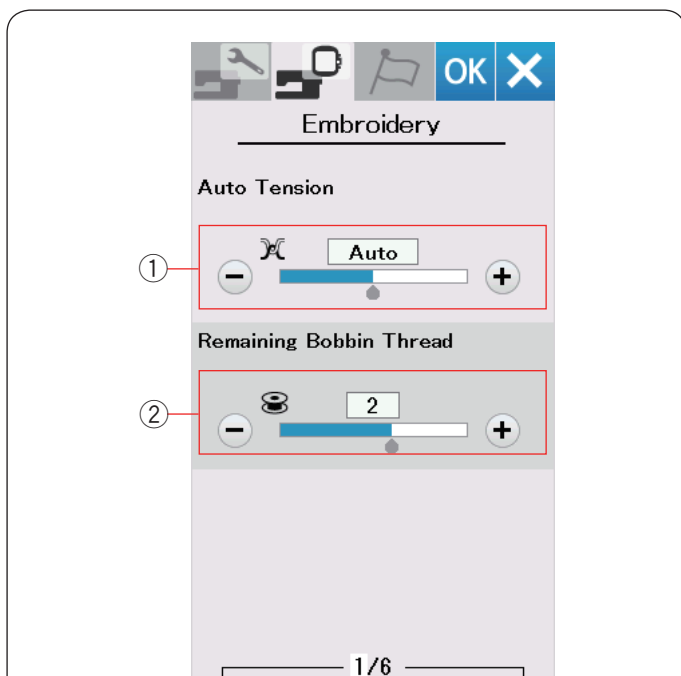 OK
Embroidery
Auto Tension
① Auto
Remaining Bobbin Thread
② 2
1/6